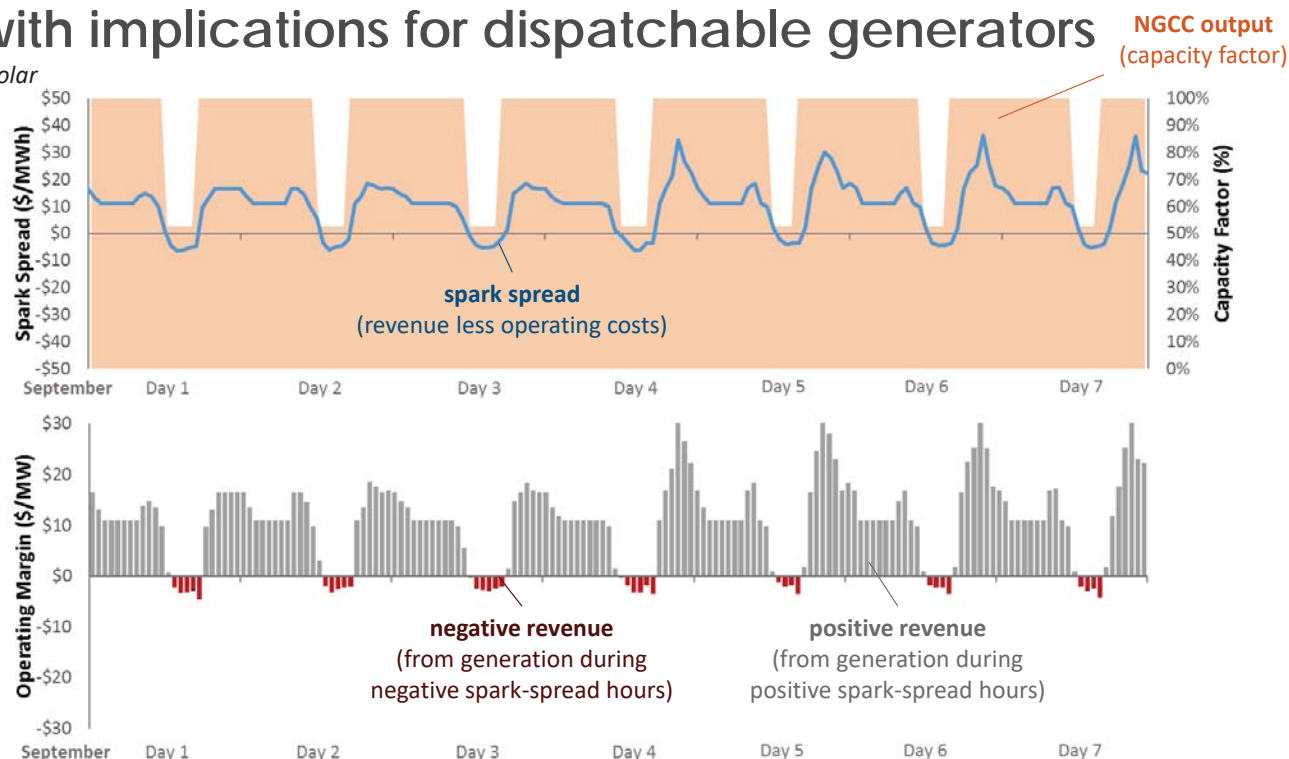 with implications for dispatchable generators
NGCC output
(capacity factor)
olar
Spark Spread ($/MWh)
$50
$40
$30
$20
$10
$0
-$10
-$20
-$30
-$40
-$50
100%
90%
80%
70%
60%
50%
40%
30%
20%
10%
0%
Capacity Factor (%)
spark spread
(revenue less operating costs)
September Day 1 Day 2 Day 3 Day 4 Day 5 Day 6 Day 7
Operating Margin ($/MW)
$30
$20
$10
$0
-$10
-$20
-$30
negative revenue
(from generation during
negative spark-spread hours)
positive revenue
(from generation during
positive spark-spread hours)
September Day 1 Day 2 Day 3 Day 4 Day 5 Day 6 Day 7